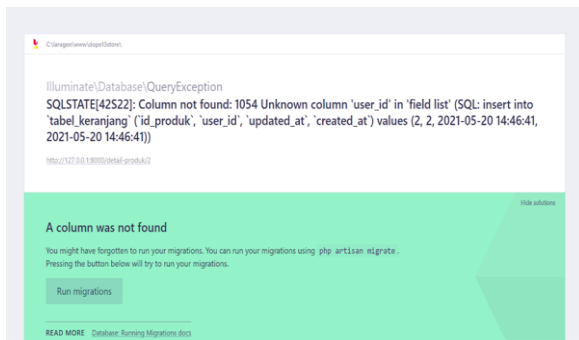 C:\laragon\www\dope13store\
Illuminate\Database\QueryException
SQLSTATE[42S22]: Column not found: 1054 Unknown column 'user_id' in 'field list' (SQL: insert into
`tabel_keranjang` (`id_produk`, `user_id`, `updated_at`, `created_at`) values (2, 2, 2021-05-20 14:46:41,
2021-05-20 14:46:41))
http://127.0.0.1:8000/detail-produk/2
Hide solutions
A column was not found
You might have forgotten to run your migrations. You can run your migrations using php artisan migrate.
Pressing the button below will try to run your migrations.
Run migrations
READ MORE Database: Running Migrations docs